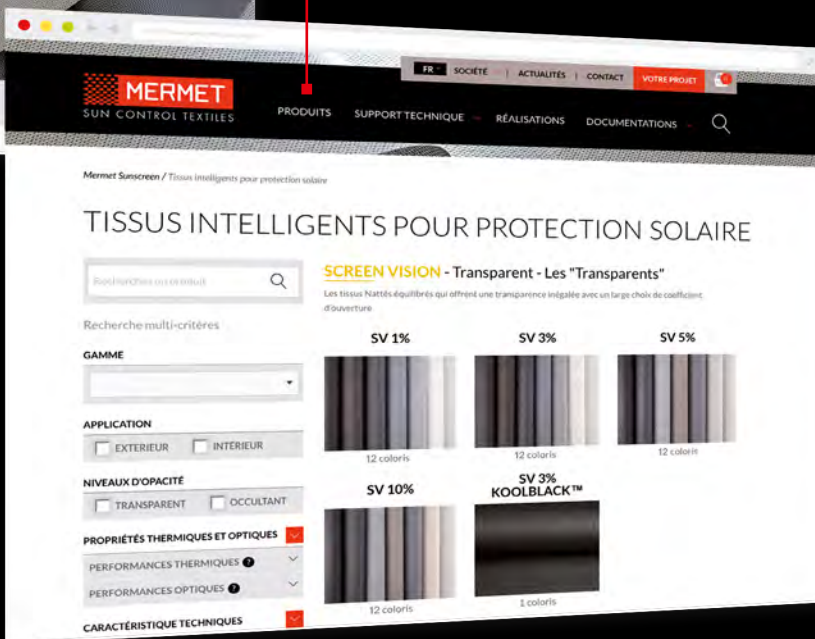 FR
SOCIÉTÉ | ACTUALITÉS | CONTACT
VOTRE PROJET
MERMET
SUN CONTROL TEXTILES
PRODUITS
SUPPORT TECHNIQUE
RÉALISATIONS
DOCUMENTATIONS
Mermet Sunscreen / Tissus intelligents pour protection solaire
TISSUS INTELLIGENTS POUR PROTECTION SOLAIRE
Rechercher un produit
Recherche multi-critères
GAMME
APPLICATION
EXTERIEUR
INTÉRIEUR
NIVEAUX D'OPACITÉ
TRANSPARENT
OCCULTANT
PROPRIÉTÉS THERMIQUES ET OPTIQUES
PERFORMANCES THERMIQUES ?
PERFORMANCES OPTIQUES ?
CARACTÉRISTIQUE TECHNIQUES
SCREEN VISION - Transparent - Les "Transparents"
Les tissus Nattés équilibrés qui offrent une transparence inégalée avec un large choix de coefficient
d'ouverture
SV 1%
12 coloris
SV 3%
12 coloris
SV 5%
12 coloris
SV 10%
12 coloris
SV 3%
KOOLBLACK™
1 coloris